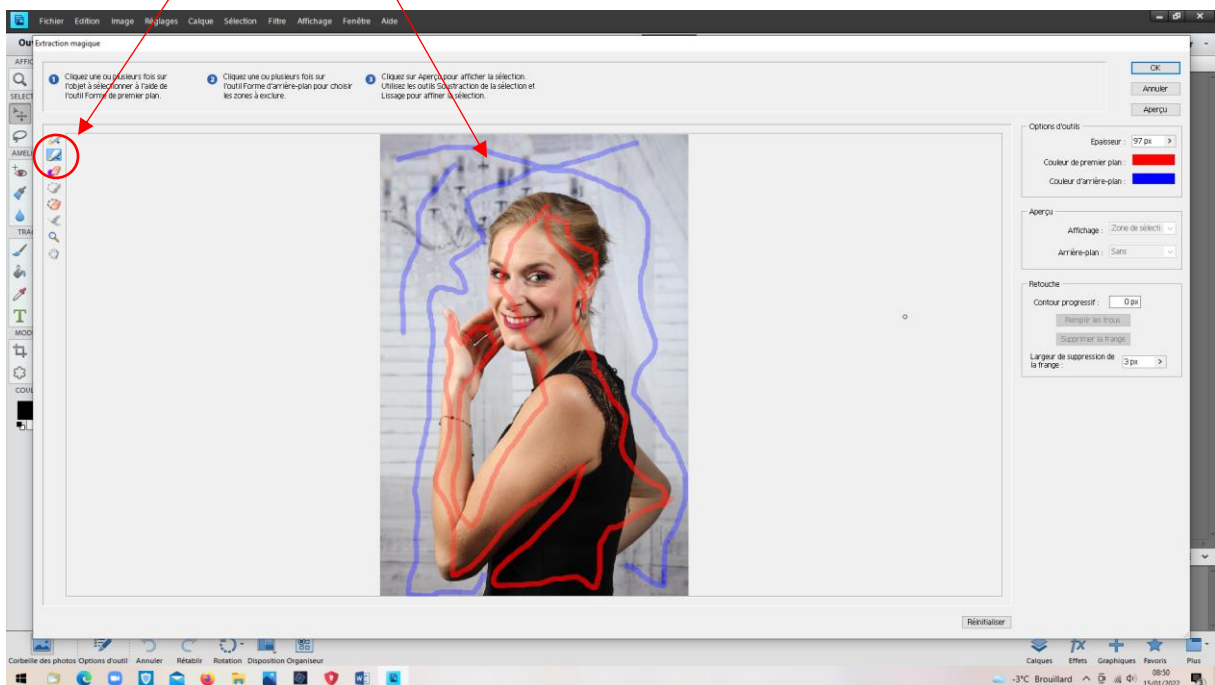 Fichier Edition Image Réglages Calque Sélection Filtre Affichage Fenêtre Aide
Extraction magique
Cliquez une ou plusieurs fois sur
l'objet à sélectionner à l'aide de
l'outil Forme de premier plan.
Cliquez une ou plusieurs fois sur
l'outil Forme d'arrière-plan pour choisir
les zones à exclure.
Cliquez sur Aperçu pour afficher la sélection.
Utilisez les outils Soustraction de la sélection et
Lissage pour affiner la sélection.
OK
Annuler
Aperçu
Options d'outils
Epaisseur : 97 px
Couleur de premier plan :
Couleur d'arrière-plan :
Aperçu
Affichage : Zone de sélecti
Arrière-plan : Sans
Retouche
Contour progressif : 0 px
Remplir les trous
Supprimer la frange
Largeur de suppression de
la frange : 3 px
Réinitialiser
Corbeille des photos Options d'outil Annuler Rétablir Rotation Disposition Organiseur
Calques Effets Graphiques Favoris Plus
-3°C Brouillard
08:50
15/01/2022